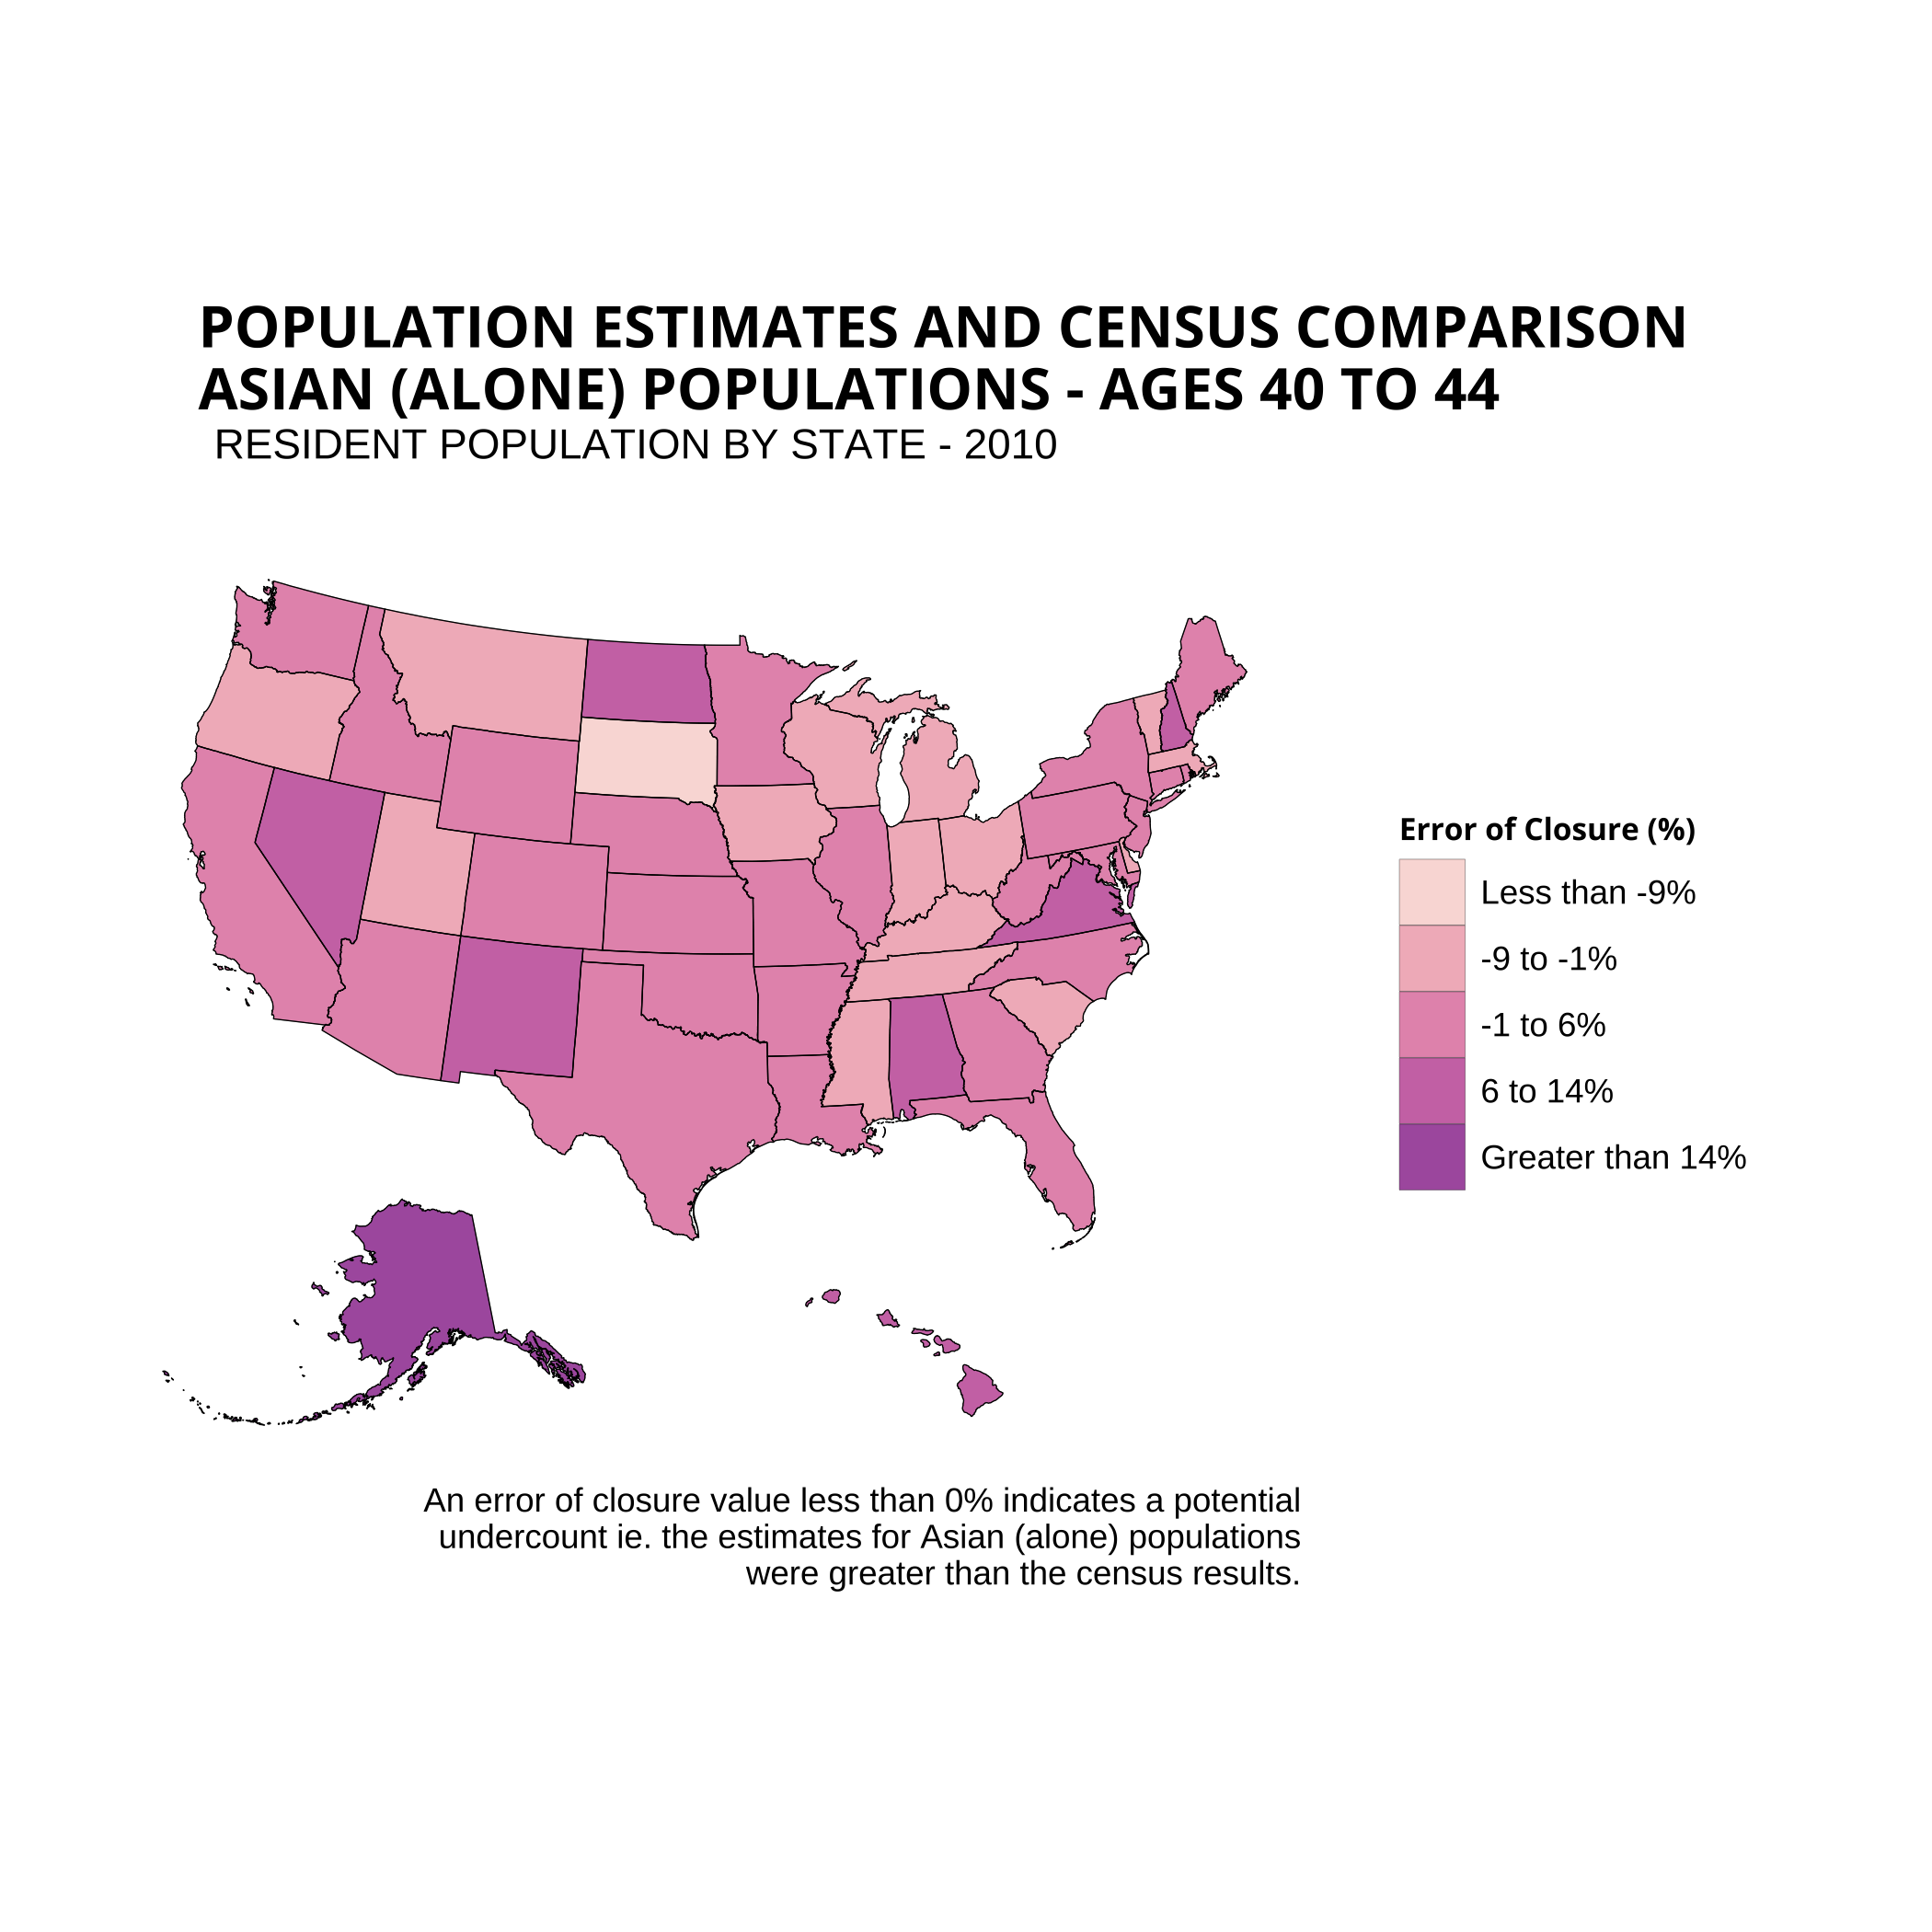 POPULATION ESTIMATES AND CENSUS COMPARISON
ASIAN (ALONE) POPULATIONS - AGES 40 TO 44
RESIDENT POPULATION BY STATE - 2010
Error of Closure (%)
Less than -9%
-9 to -1%
-1 to 6%
6 to 14%
Greater than 14%
An error of closure value less than 0% indicates a potential
undercount ie. the estimates for Asian (alone) populations
were greater than the census results.